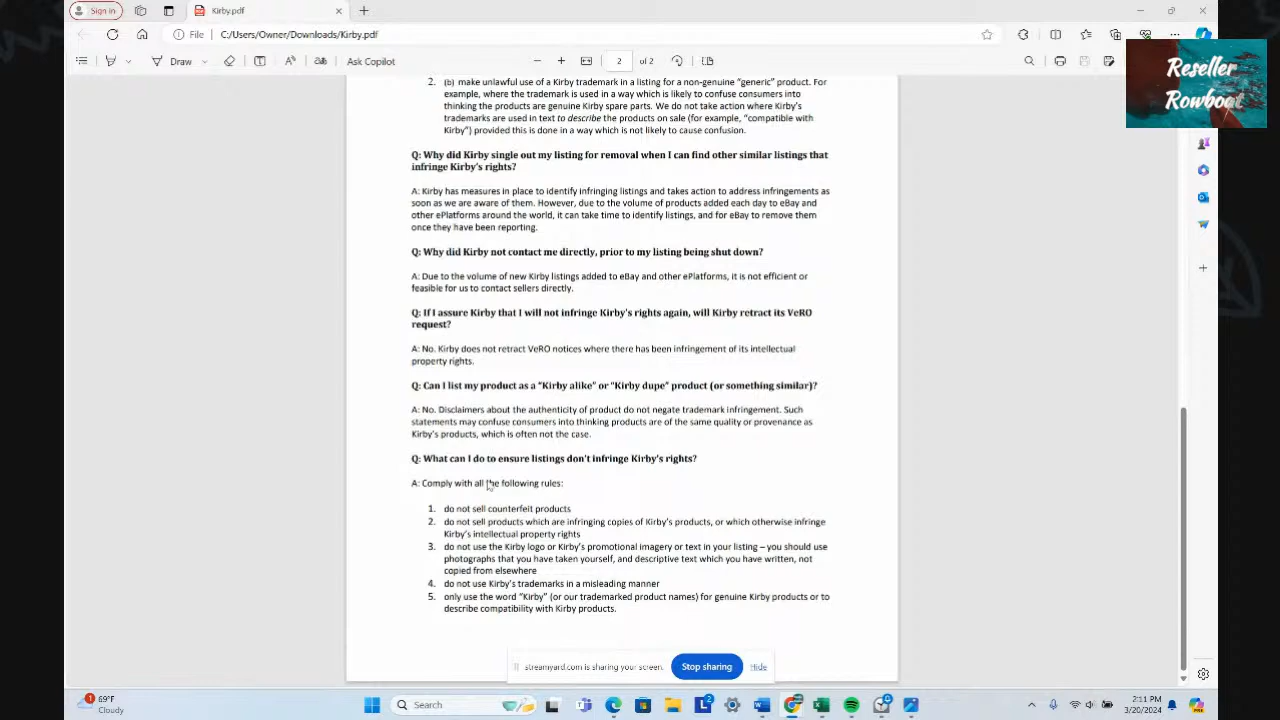 Sign in
Kirby.pdf
File
C:/Users/Owner/Downloads/Kirby.pdf
Draw
Ask Copilot
2
of 2
Reseller
Rowboat
2. (b) make unlawful use of a Kirby trademark in a listing for a non-genuine “generic” product. For
example, where the trademark is used in a way which is likely to confuse consumers into
thinking the products are genuine Kirby spare parts. We do not take action where Kirby’s
trademarks are used in text to describe the products on sale (for example, “compatible with
Kirby”) provided this is done in a way which is not likely to cause confusion.
Q: Why did Kirby single out my listing for removal when I can find other similar listings that
infringe Kirby’s rights?
A: Kirby has measures in place to identify infringing listings and takes action to address infringements as
soon as we are aware of them. However, due to the volume of products added each day to eBay and
other ePlatforms around the world, it can take time to identify listings, and for eBay to remove them
once they have been reporting.
Q: Why did Kirby not contact me directly, prior to my listing being shut down?
A: Due to the volume of new Kirby listings added to eBay and other ePlatforms, it is not efficient or
feasible for us to contact sellers directly.
Q: If I assure Kirby that I will not infringe Kirby’s rights again, will Kirby retract its VeRO
request?
A: No. Kirby does not retract VeRO notices where there has been infringement of its intellectual
property rights.
Q: Can I list my product as a “Kirby alike” or “Kirby dupe” product (or something similar)?
A: No. Disclaimers about the authenticity of product do not negate trademark infringement. Such
statements may confuse consumers into thinking products are of the same quality or provenance as
Kirby’s products, which is often not the case.
Q: What can I do to ensure listings don’t infringe Kirby’s rights?
A: Comply with all the following rules:
1. do not sell counterfeit products
2. do not sell products which are infringing copies of Kirby’s products, or which otherwise infringe
Kirby’s intellectual property rights
3. do not use the Kirby logo or Kirby’s promotional imagery or text in your listing – you should use
photographs that you have taken yourself, and descriptive text which you have written, not
copied from elsewhere
4. do not use Kirby’s trademarks in a misleading manner
5. only use the word “Kirby” (or our trademarked product names) for genuine Kirby products or to
describe compatibility with Kirby products.
streamyard.com is sharing your screen.
Stop sharing
Hide
1
69°F
Cloudy
Search
2
2:11 PM
3/20/2024